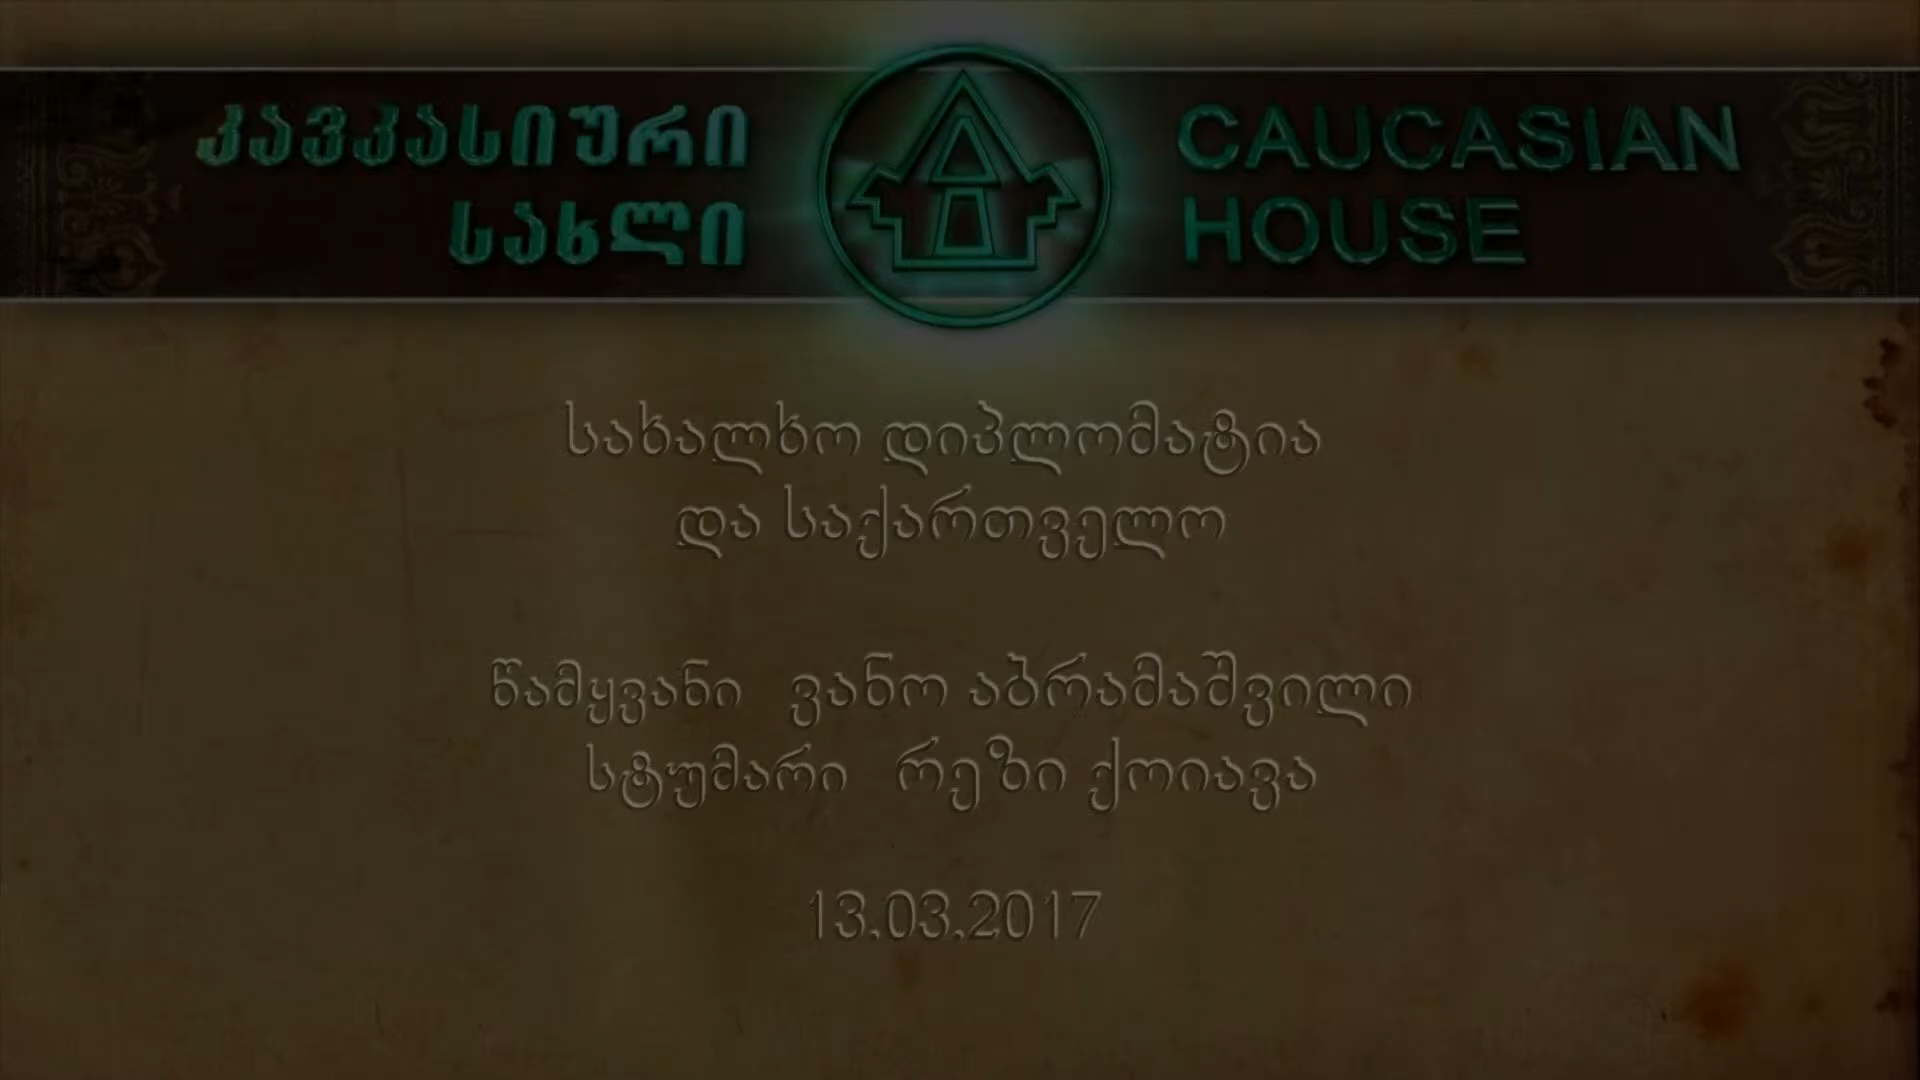 კავკასიური
სახლი
CAUCASIAN
HOUSE
სახალხო დიპლომატია
და საქართველო
წამყვანი ვანო აბრამაშვილი
სტუმარი რეზი ქოიავა
13.03.2017